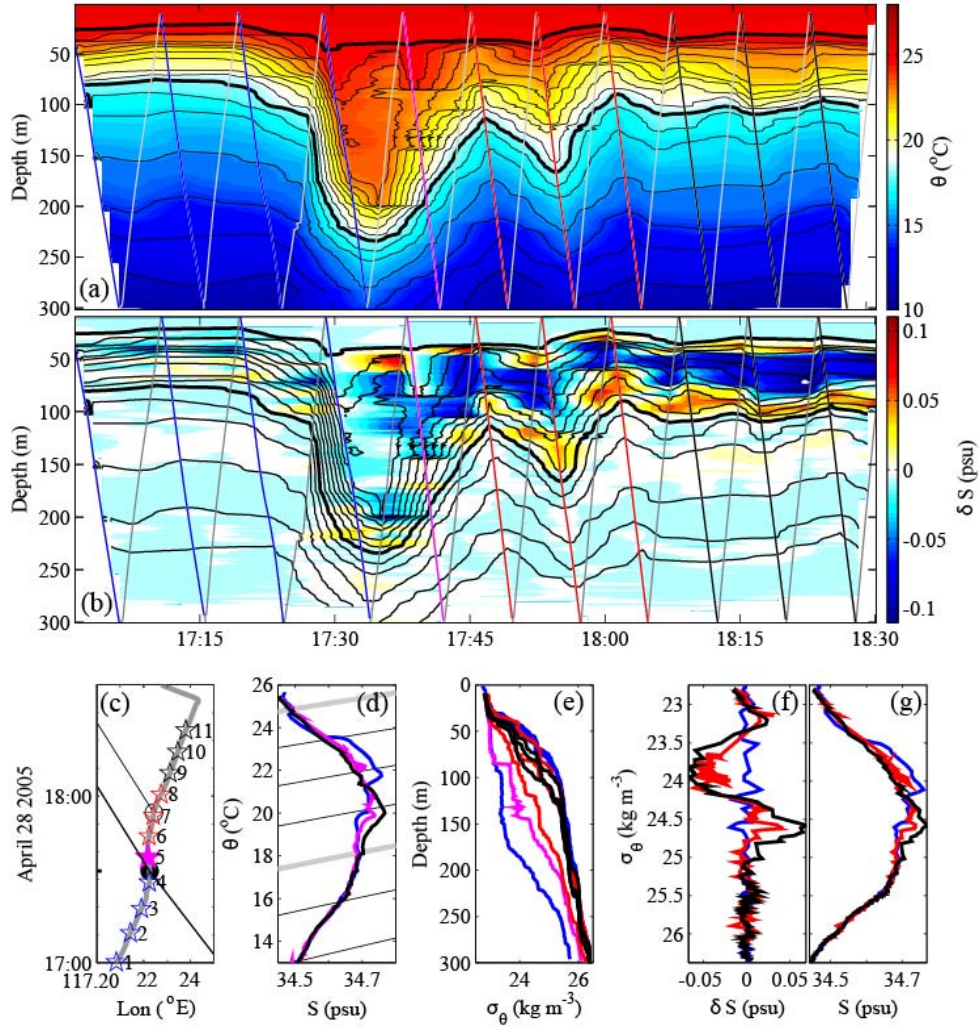 50
100
150
200
250
300
Depth (m)
(a)
25
20
15
10
θ (°C)
50
100
150
200
250
300
Depth (m)
(b)
0.1
0.05
0
-0.05
-0.1
δ S (psu)
17:15 17:30 17:45 18:00 18:15 18:30
(c)
April 28 2005
18:00
17:00
11
10
9
8
7
6
5
4
3
2
1
117.20 22 24
Lon (°E)
(d)
θ (°C)
26
24
22
20
18
16
14
34.5 34.7
S (psu)
(e)
Depth (m)
0
50
100
150
200
250
300
24 26
σθ (kg m-3)
(f)
σθ (kg m-3)
23
23.5
24
24.5
25
25.5
26
-0.05 0 0.05
δ S (psu)
(g)
34.5 34.7
S (psu)